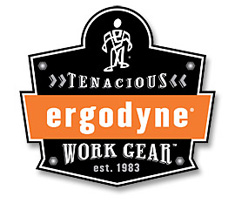 »TENACIOUS«
ergodyne®
WORK GEAR™
est. 1983